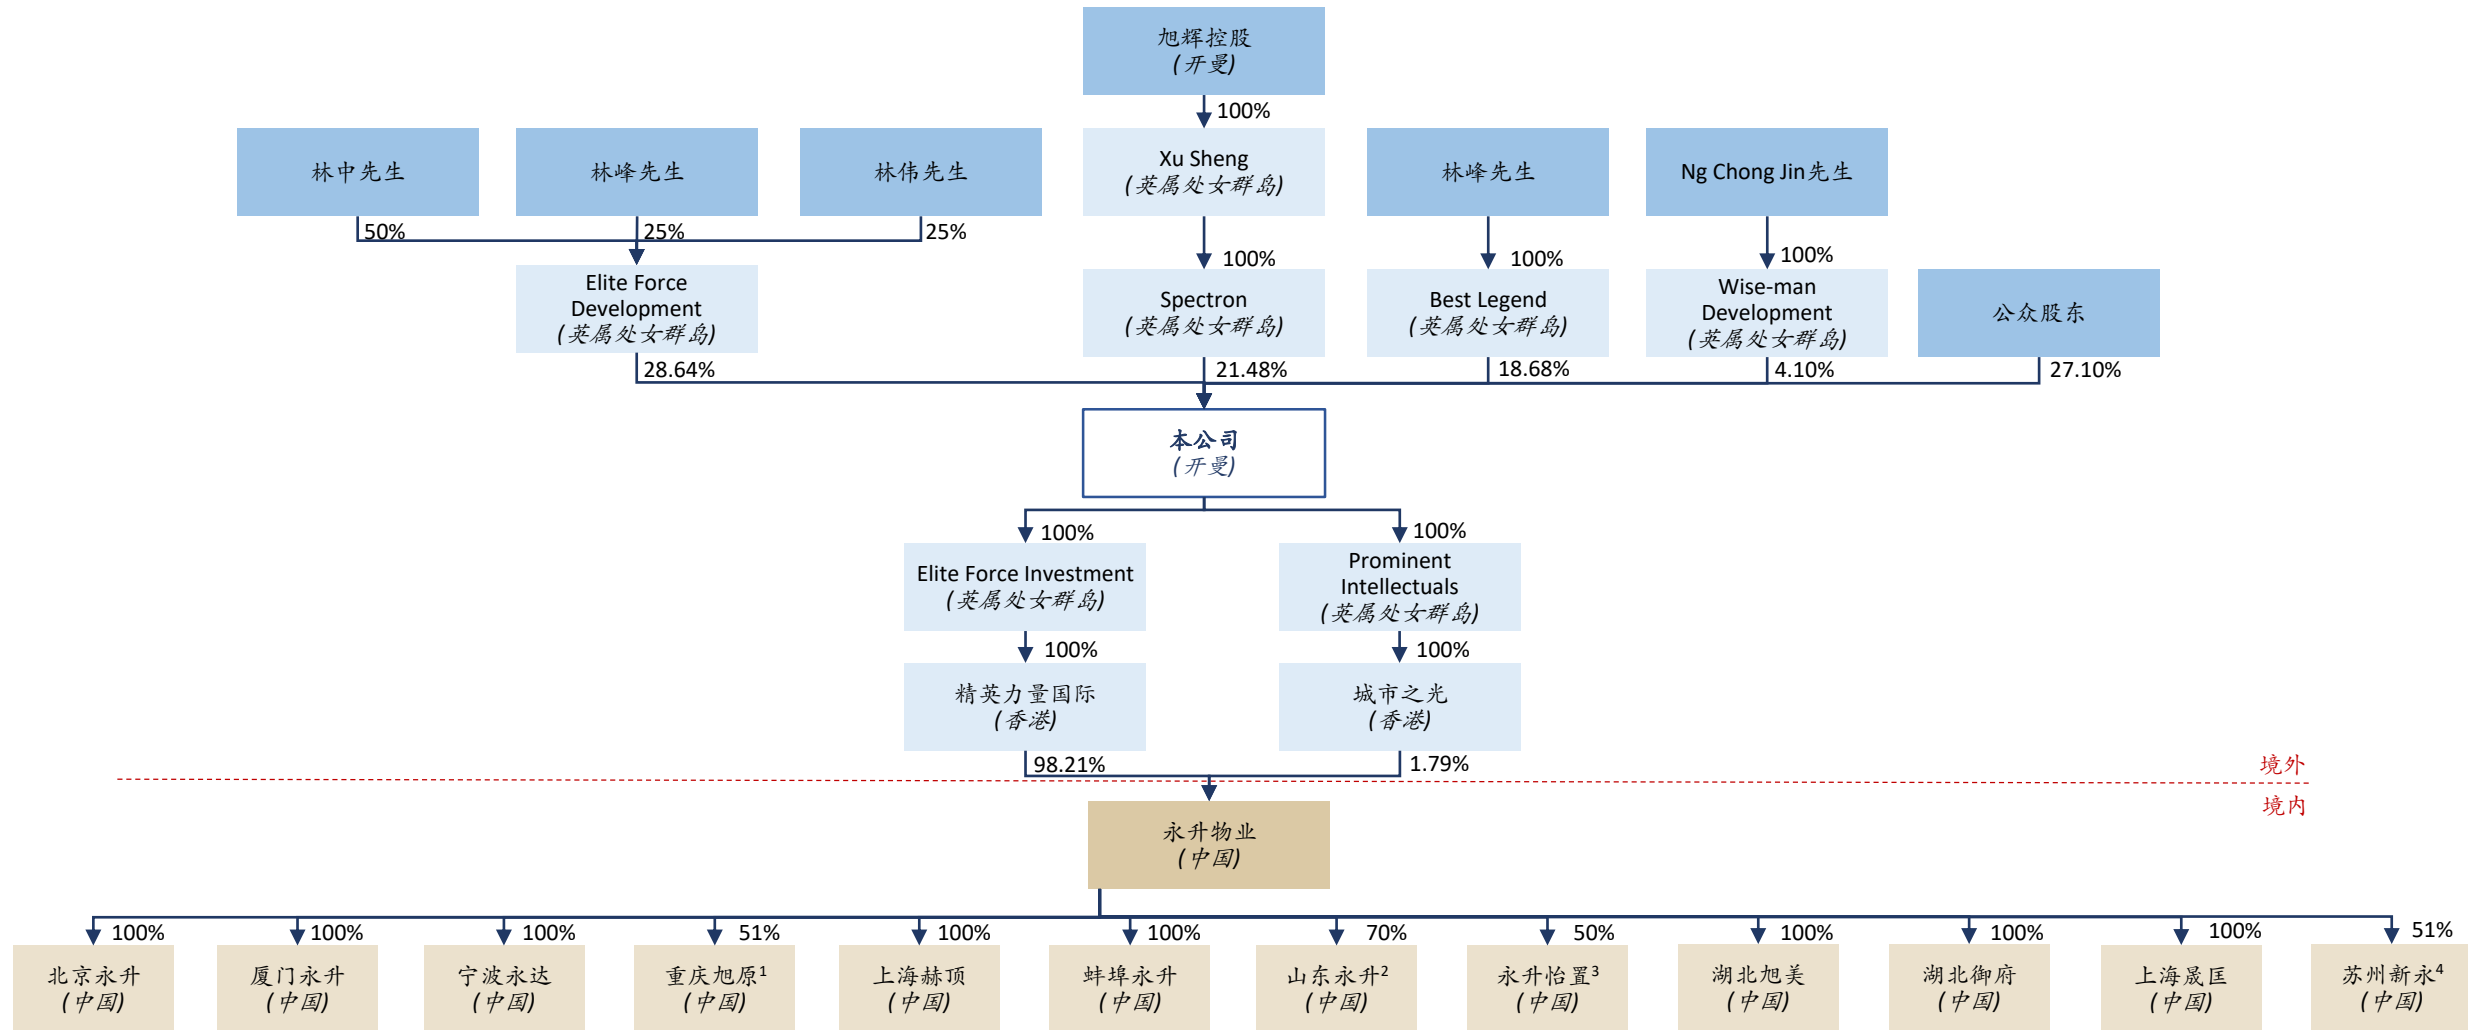 旭辉控股
(开曼)
100%
林中先生
林峰先生
林伟先生
Xu Sheng
(英属处女群岛)
林峰先生
Ng Chong Jin先生
50%
25%
25%
100%
100%
100%
Elite Force
Development
(英属处女群岛)
Spectron
(英属处女群岛)
Best Legend
(英属处女群岛)
Wise-man
Development
(英属处女群岛)
公众股东
28.64%
21.48%
18.68%
4.10%
27.10%
本公司
(开曼)
100%
100%
Elite Force Investment
(英属处女群岛)
Prominent
Intellectuals
(英属处女群岛)
100%
100%
精英力量国际
(香港)
城市之光
(香港)
98.21%
1.79%
境外
境内
永升物业
(中国)
100%
100%
100%
51%
100%
100%
70%
50%
100%
100%
100%
51%
北京永升
(中国)
厦门永升
(中国)
宁波永达
(中国)
重庆旭原¹
(中国)
上海赫顶
(中国)
蚌埠永升
(中国)
山东永升²
(中国)
永升怡置³
(中国)
湖北旭美
(中国)
湖北御府
(中国)
上海晟匡
(中国)
苏州新永⁴
(中国)